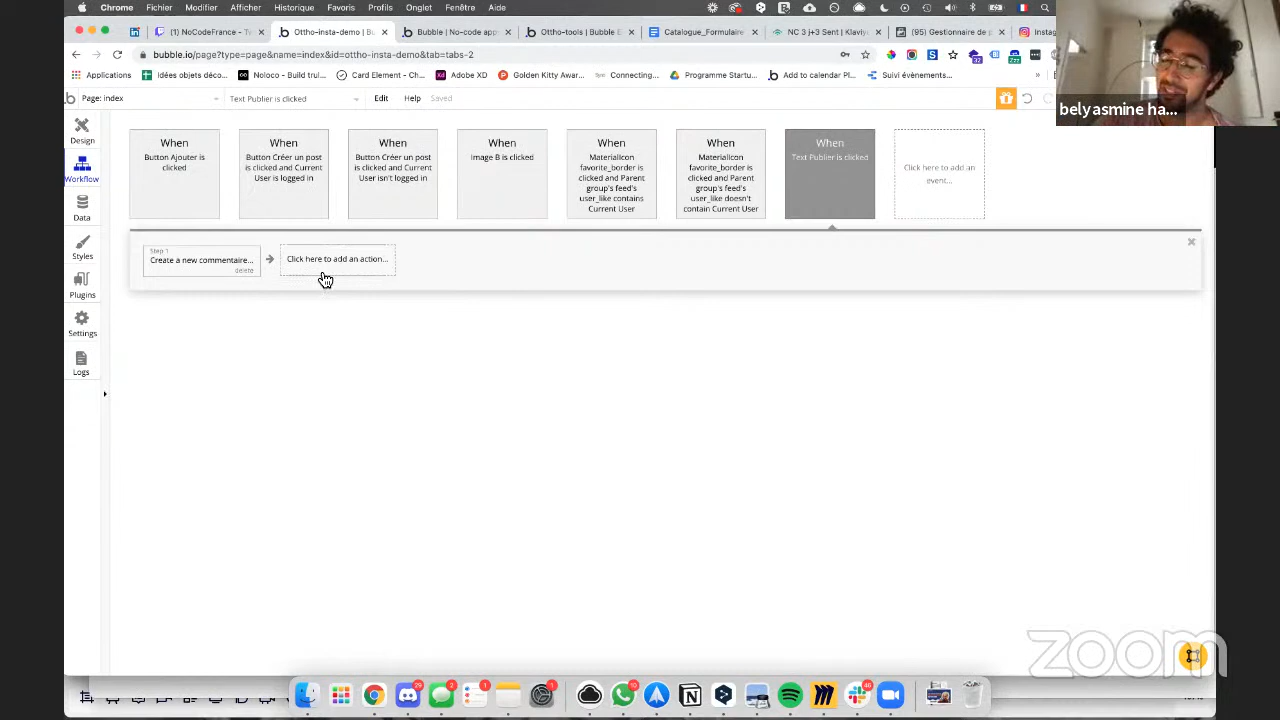 Chrome Fichier Modifier Afficher Historique Favoris Profils Onglet Fenêtre Aide
NoCodeFrance - T
Ottho-insta-demo | Bub
Bubble | No-code app
Ottho-tools | B
Catalogue_Formulaire
NC 3 j+3 Sent | Really
(95) Gestionnaire de p
Insta
bubble.io/page?type=page&name=index&id=ottho-insta-demo&tab=tabs-2
Applications Idées objets déco... Noloco - Build trul... Card Element - Ch... Adobe XD Golden Kitty Awar... Connecting... Programme Startu... Add to calendar Pl... Suivi évènements...
bely asmine ha...
Page: index Text Publier is clicked Edit Help Saved
Design
Workflow
Data
Styles
Plugins
Settings
Logs
When
Button Ajouter is
clicked
When
Button Créer un post
is clicked and Current
User is logged in
When
Button Créer un post
is clicked and Current
User isn't logged in
When
Image B is clicked
When
MaterialIcon
favorite_border is
clicked and Parent
group's feed's
user_like contains
Current User
When
MaterialIcon
favorite_border is
clicked and Parent
group's feed's
user_like doesn't
contain Current User
When
Text Publier is clicked
Click here to add an
event...
Step 1
Create a new commentaire...
delete
Click here to add an action...
zoom